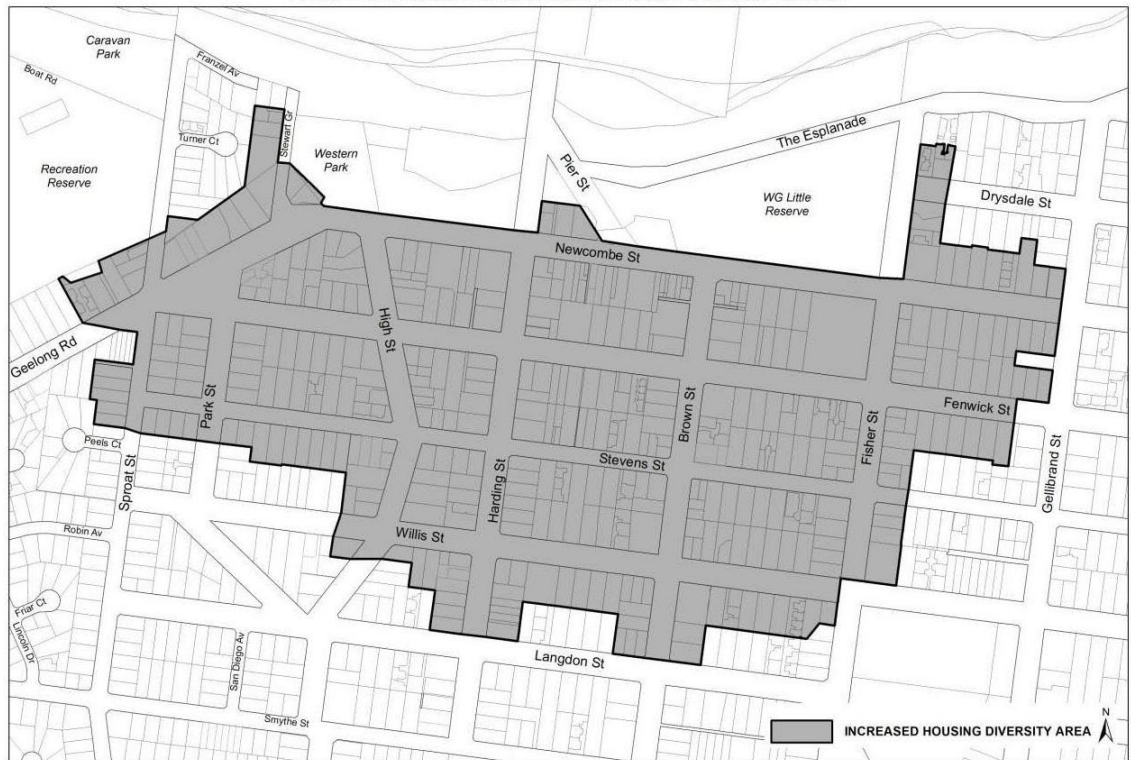 Caravan
Park
Boat Rd
Franzel Av
Turner Ct
Stewart Gr
Recreation
Reserve
Western
Park
Pier St
The Esplanade
WG Little
Reserve
Drysdale St
Newcombe St
High St
Geelong Rd
Park St
Peels Ct
Sproat St
Brown St
Fisher St
Fenwick St
Stevens St
Gellibrand St
Harding St
Willis St
Robin Av
Friar Ct
Lincoln Dr
San Diego Av
Langdon St
Smythe St
N
INCREASED HOUSING DIVERSITY AREA